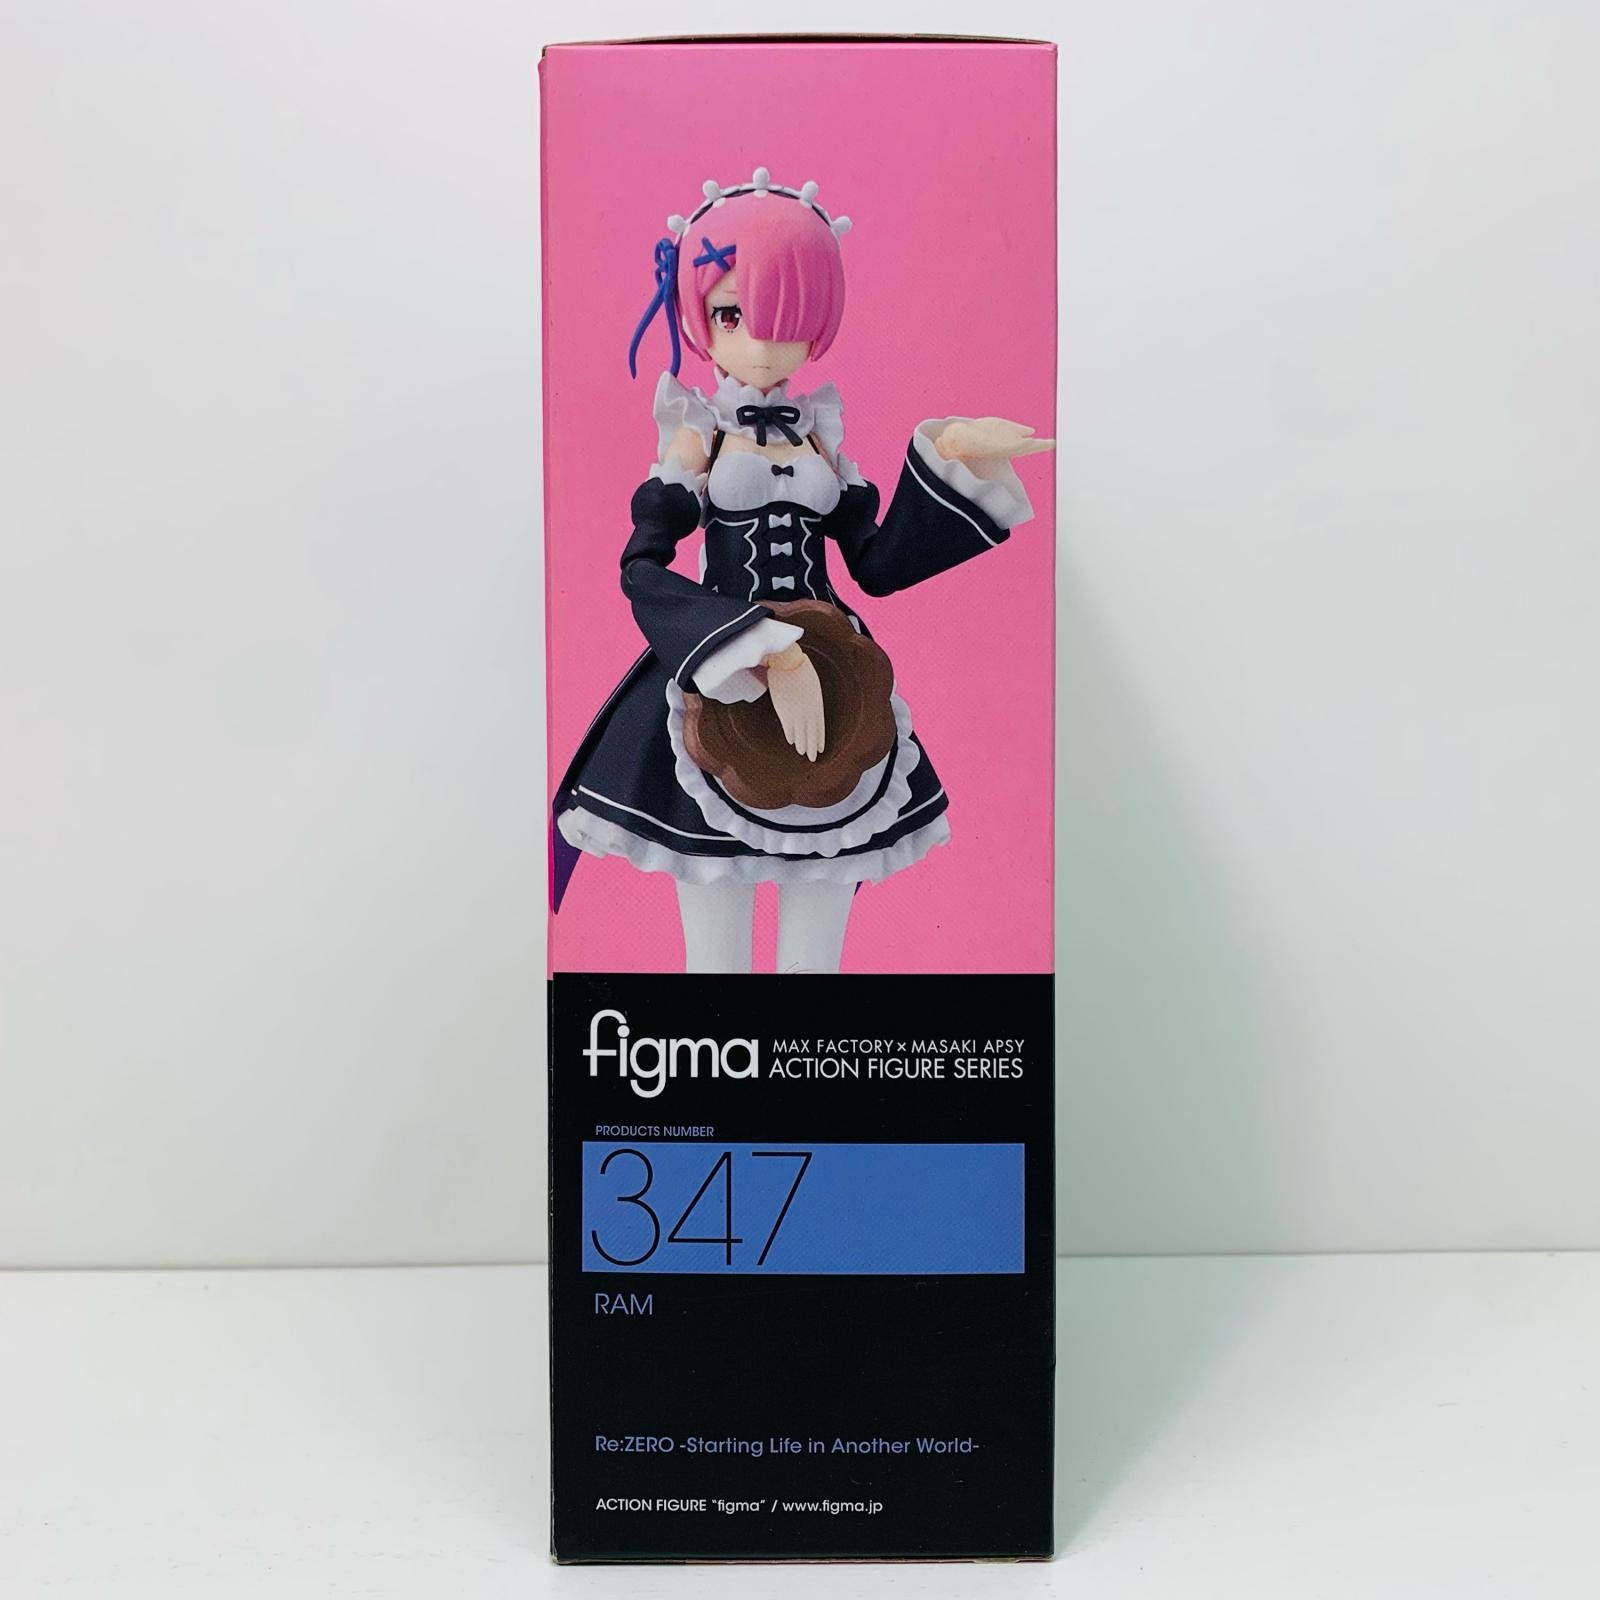 figma MAX FACTORY × MASAKI APSY
ACTION FIGURE SERIES
PRODUCTS NUMBER
347
RAM
Re:ZERO -Starting Life in Another World-
ACTION FIGURE "figma" / www.figma.jp